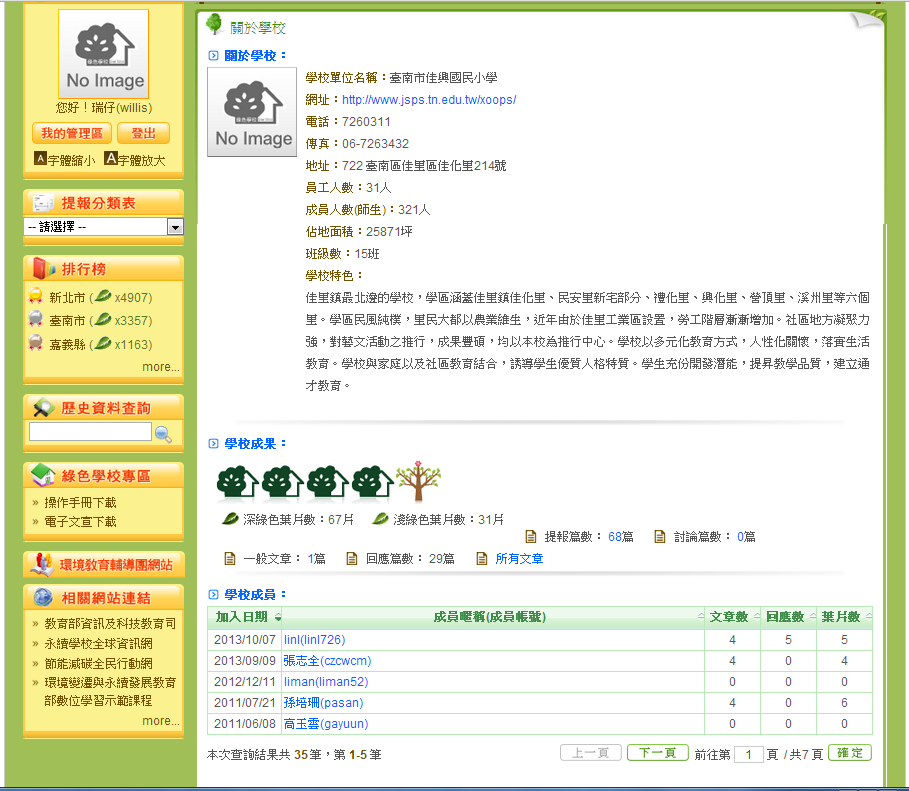 No Image
您好！瑞仔(willis)
我的管理區 登出
A字體縮小 A字體放大
提報分類表
-- 請選擇 --
排行榜
新北市 ( x4907)
臺南市 ( x3357)
嘉義縣 ( x1163)
more...
歷史資料查詢
綠色學校專區
» 操作手冊下載
» 電子文宣下載
環境教育輔導團網站
相關網站連結
» 教育部資訊及科技教育司
» 永續學校全球資訊網
» 節能減碳全民行動網
» 環境變遷與永續發展教育
部數位學習示範課程
more...
關於學校
關於學校：
No Image
學校單位名稱：臺南市佳興國民小學
網址：http://www.jsps.tn.edu.tw/xoops/
電話：7260311
傳真：06-7263432
地址：722 臺南區佳里區佳化里214號
員工人數：31人
成員人數(師生)：321人
佔地面積：25871坪
班級數：15班
學校特色：
佳里鎮最北邊的學校，學區涵蓋佳里鎮佳化里、民安里新宅部分、禮化里、興化里、營頂里、溪州里等六個
里。學區民風純樸，里民大都以農業維生，近年由於佳里工業區設置，勞工階層漸漸增加。社區地方凝聚力
強，對藝文活動之推行，成果豐碩，均以本校為推行中心。學校以多元化教育方式，人性化關懷，落實生活
教育。學校與家庭以及社區教育結合，誘導學生優質人格特質。學生充份開發潛能，提昇教學品質，建立通
才教育。
學校成果：
深綠色葉片數：67片 淺綠色葉片數：31片
提報篇數： 68篇 討論篇數： 0篇
一般文章： 1篇 回應篇數： 29篇 所有文章
學校成員：
加入日期 成員暱稱(成員帳號) 文章數 回應數 葉片數
2013/10/07 linl(linl726) 4 5 5
2013/09/09 張志全(czcwcm) 4 0 4
2012/12/11 liman(liman52) 0 0 0
2011/07/21 孫培珊(pasan) 4 0 6
2011/06/08 高玉雲(gayuun) 0 0 0
本次查詢結果共 35筆，第 1-5 筆 上一頁 下一頁 前往第 1 頁 / 共7 頁 確定